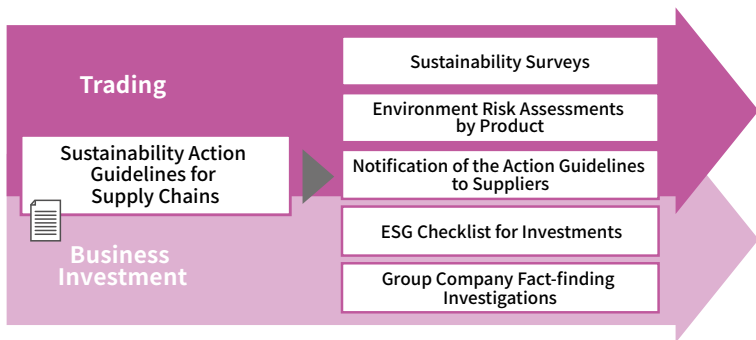 Trading
Sustainability Action
Guidelines for
Supply Chains
Business
Investment
Sustainability Surveys
Environment Risk Assessments
by Product
Notification of the Action Guidelines
to Suppliers
ESG Checklist for Investments
Group Company Fact-finding
Investigations